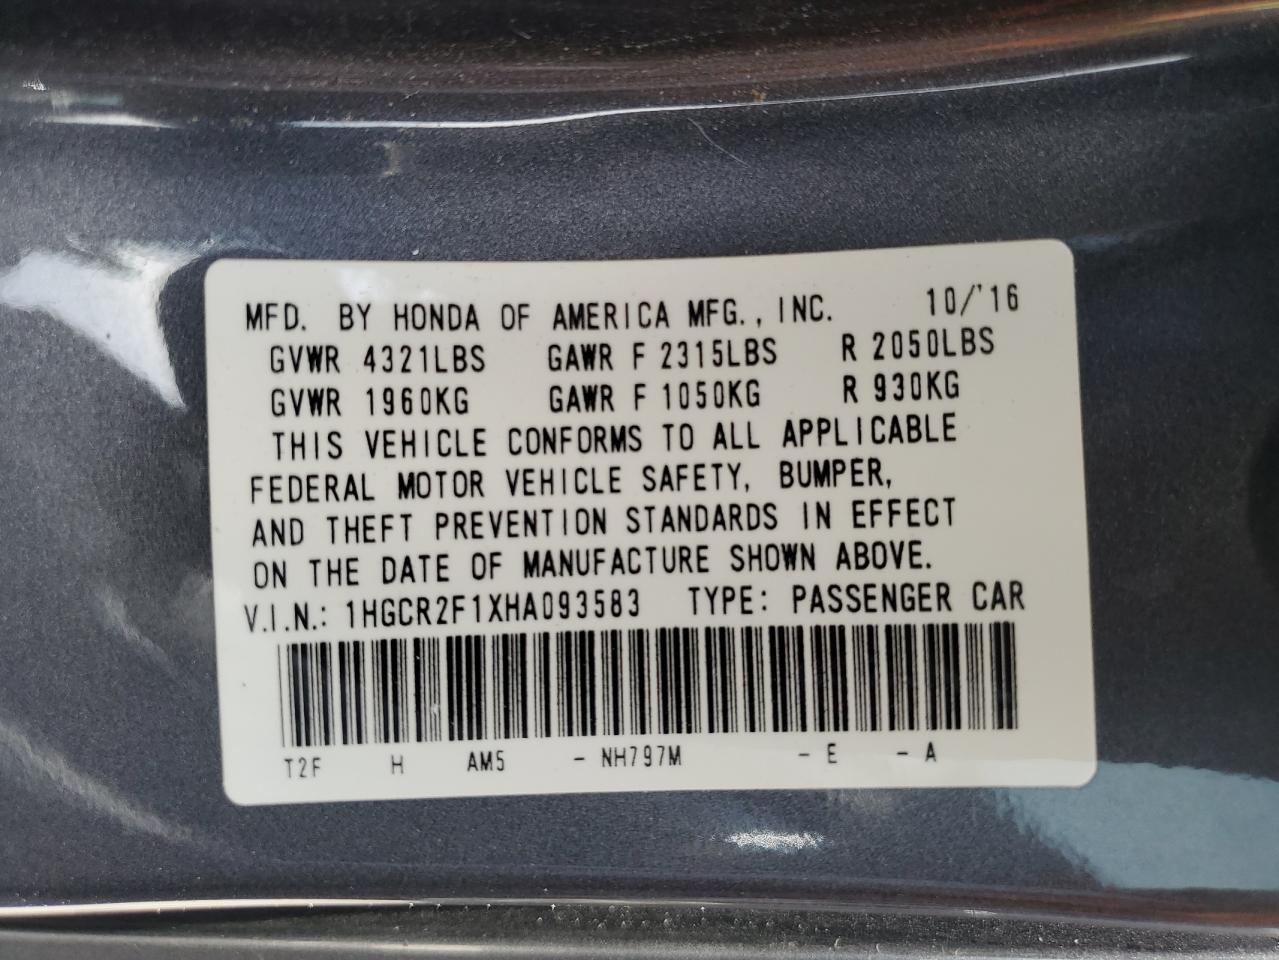 MFD. BY HONDA OF AMERICA MFG., INC. 10/'16
GVWR 4321LBS GAWR F 2315LBS R 2050LBS
GVWR 1960KG GAWR F 1050KG R 930KG
THIS VEHICLE CONFORMS TO ALL APPLICABLE
FEDERAL MOTOR VEHICLE SAFETY, BUMPER,
AND THEFT PREVENTION STANDARDS IN EFFECT
ON THE DATE OF MANUFACTURE SHOWN ABOVE.
V.I.N.: 1HGCR2F1XHA093583 TYPE: PASSENGER CAR
T2F H AM5 - NH797M - E - A